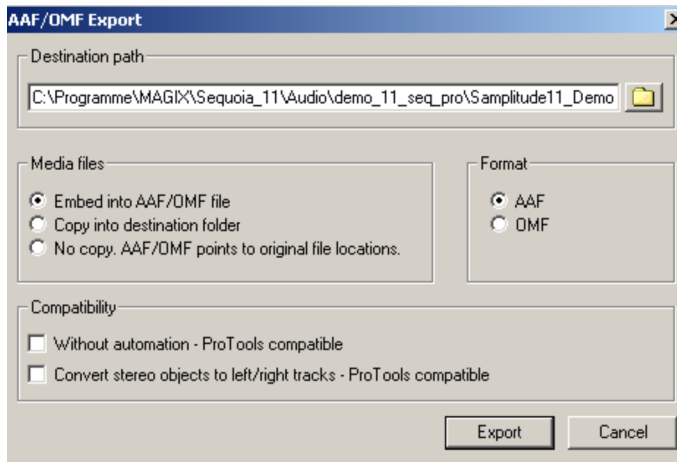 AAF/OMF Export
Destination path
C:\Programme\MAGIX\Sequoia_11\Audio\demo_11_seq_pro\Samplitude11_Demo
Media files
Embed into AAF/OMF file
Copy into destination folder
No copy. AAF/OMF points to original file locations.
Format
AAF
OMF
Compatibility
Without automation - ProTools compatible
Convert stereo objects to left/right tracks - ProTools compatible
Export
Cancel